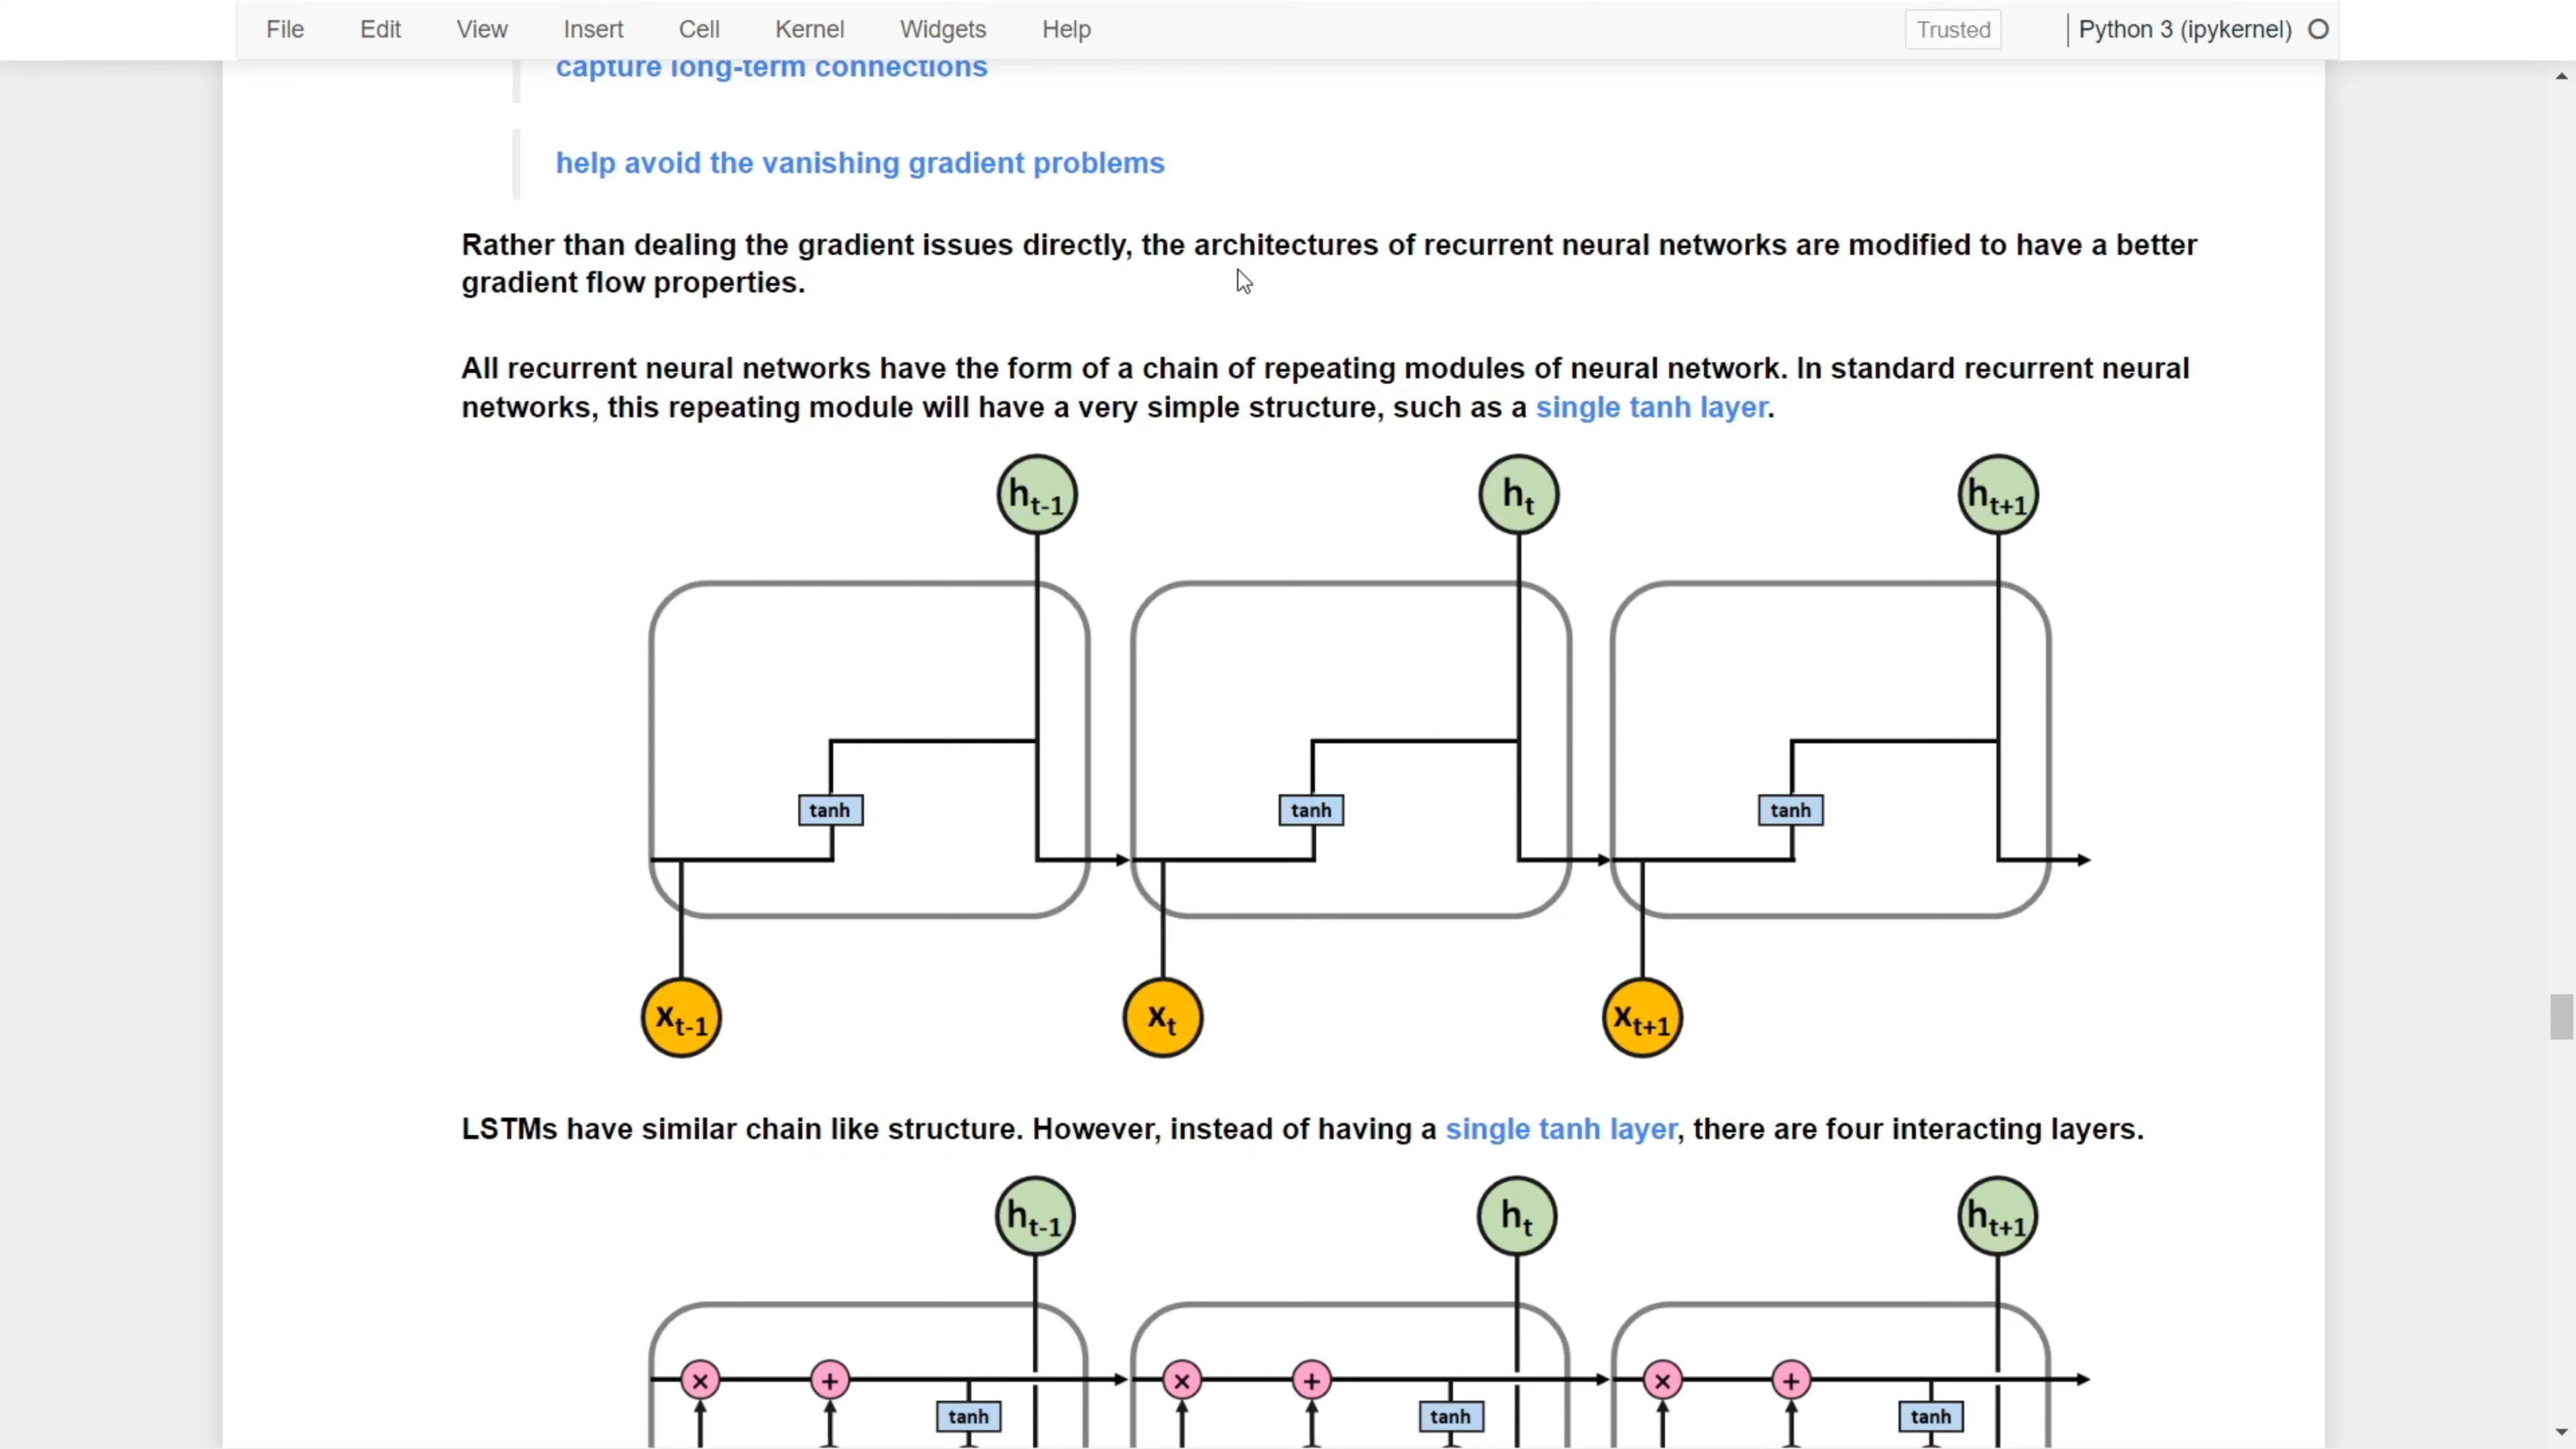 File Edit View Insert Cell Kernel Widgets Help Trusted Python 3 (ipykernel)
capture long-term connections
help avoid the vanishing gradient problems
Rather than dealing the gradient issues directly, the architectures of recurrent neural networks are modified to have a better
gradient flow properties.
All recurrent neural networks have the form of a chain of repeating modules of neural network. In standard recurrent neural
networks, this repeating module will have a very simple structure, such as a single tanh layer.
ht-1 ht ht+1
tanh tanh tanh
xt-1 xt xt+1
LSTMs have similar chain like structure. However, instead of having a single tanh layer, there are four interacting layers.
ht-1 ht ht+1
× + × + × +
tanh tanh tanh